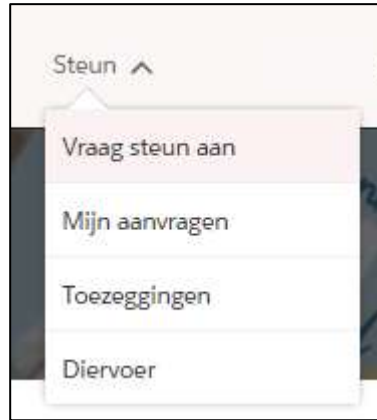 Steun
Vraag steun aan
Mijn aanvragen
Toezeggingen
Diervoer